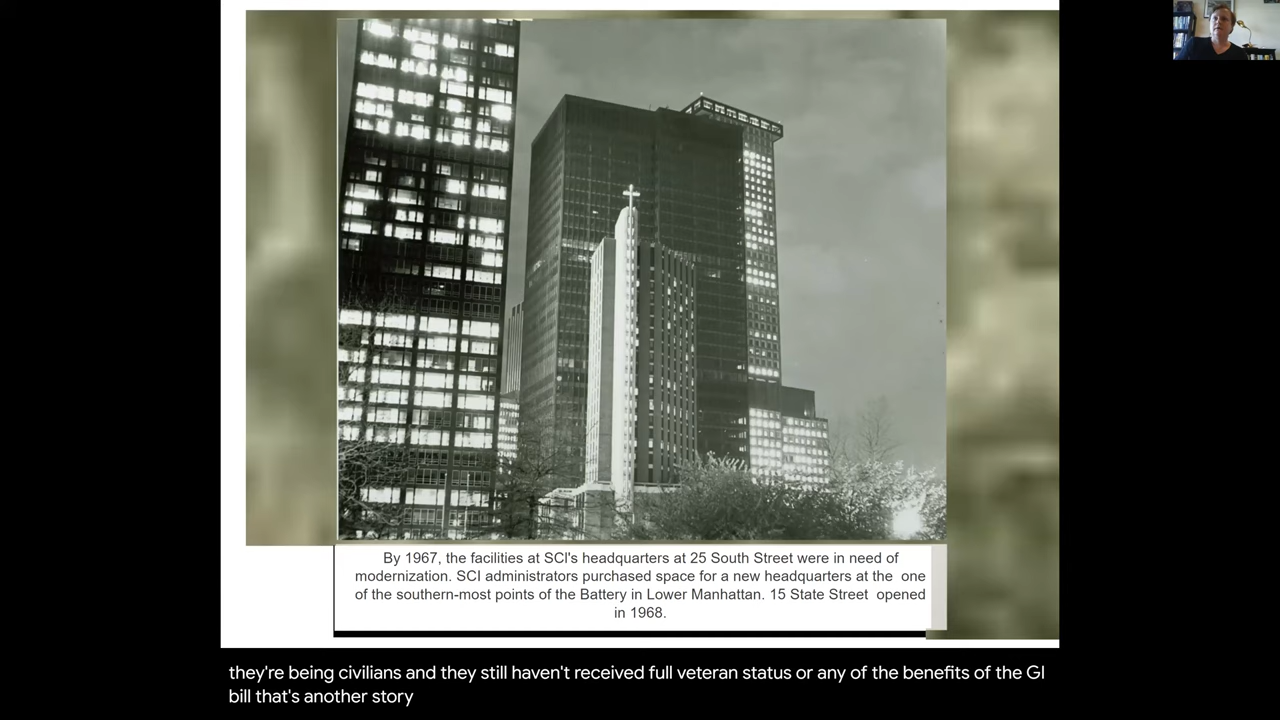 By 1967, the facilities at SCI's headquarters at 25 South Street were in need of
modernization. SCI administrators purchased space for a new headquarters at the one
of the southern-most points of the Battery in Lower Manhattan. 15 State Street opened
in 1968.
they're being civilians and they still haven't received full veteran status or any of the benefits of the GI
bill that's another story